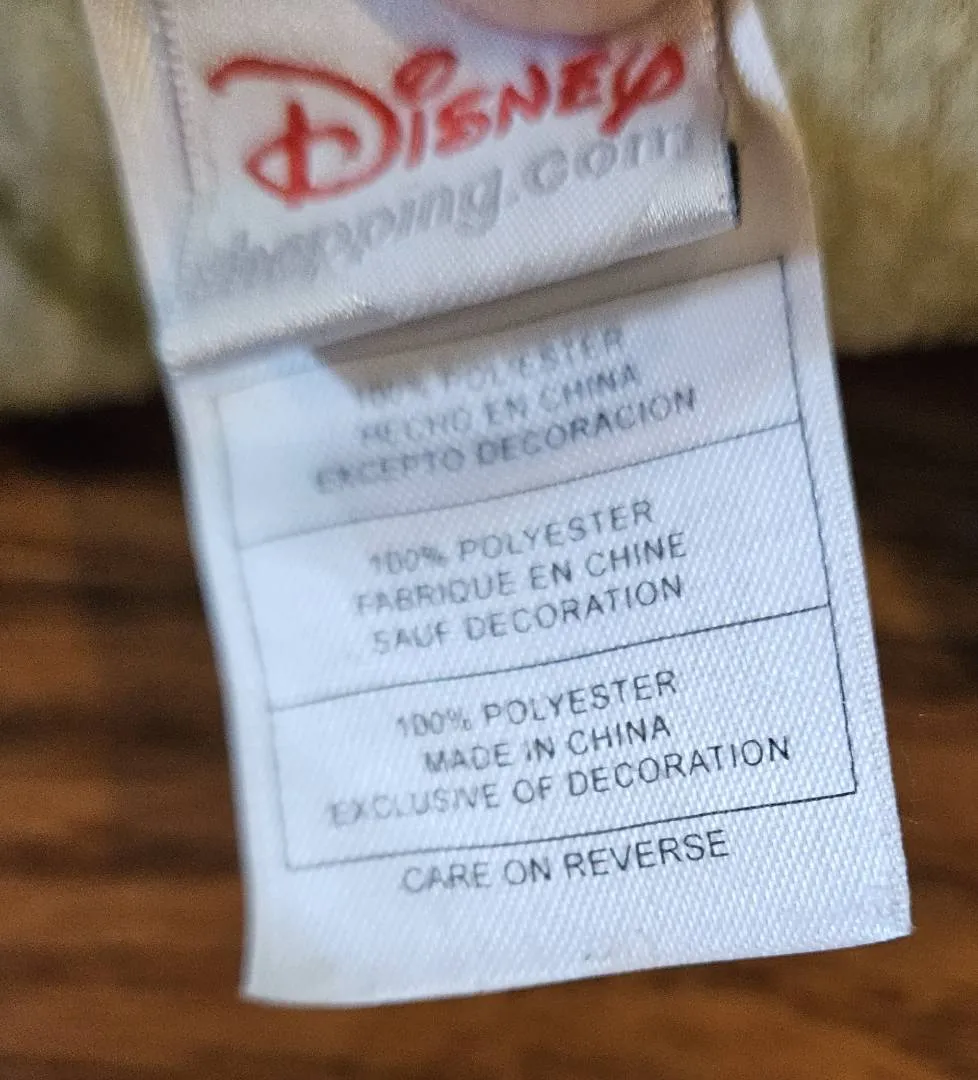 DISNEY
shopping.com
100% POLYESTER
HECHO EN CHINA
EXCEPTO DECORACION
100% POLYESTER
FABRIQUE EN CHINE
SAUF DECORATION
100% POLYESTER
MADE IN CHINA
EXCLUSIVE OF DECORATION
CARE ON REVERSE